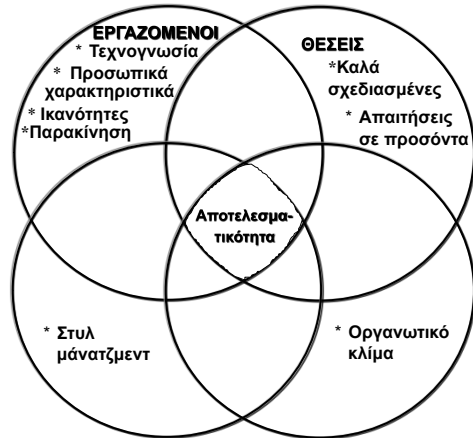 ΕΡΓΑΖΟΜΕΝΟΙ
* Τεχνογνωσία
* Προσωπικά
χαρακτηριστικά
* Ικανότητες
*Παρακίνηση
ΘΕΣΕΙΣ
*Καλά
σχεδιασμένες
* Απαιτήσεις
σε προσόντα
Αποτελεσμα-
τικότητα
* Στυλ
μάνατζμεντ
* Οργανωτικό
κλίμα